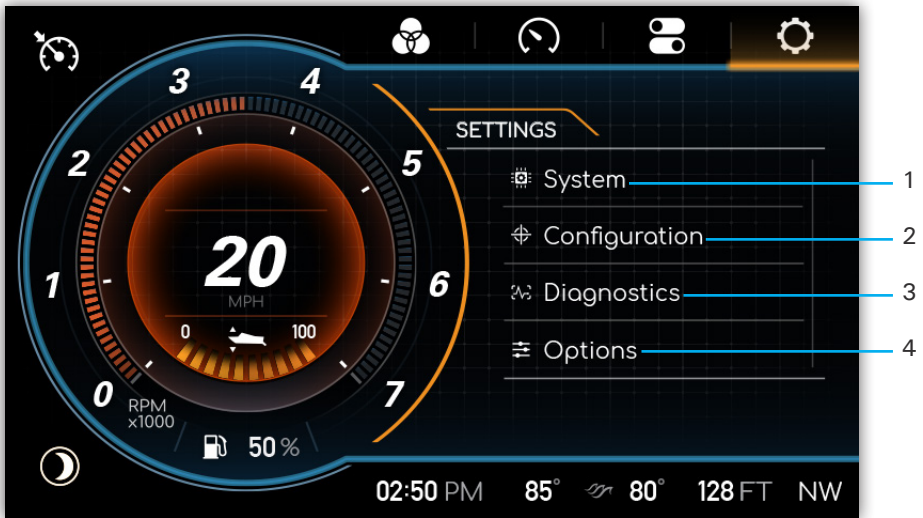 3 4
2 5
1 6
0 7
20
MPH
0 100
RPM
x1000
50 %
SETTINGS
System 1
Configuration 2
Diagnostics 3
Options 4
02:50 PM 85° 80° 128 FT NW